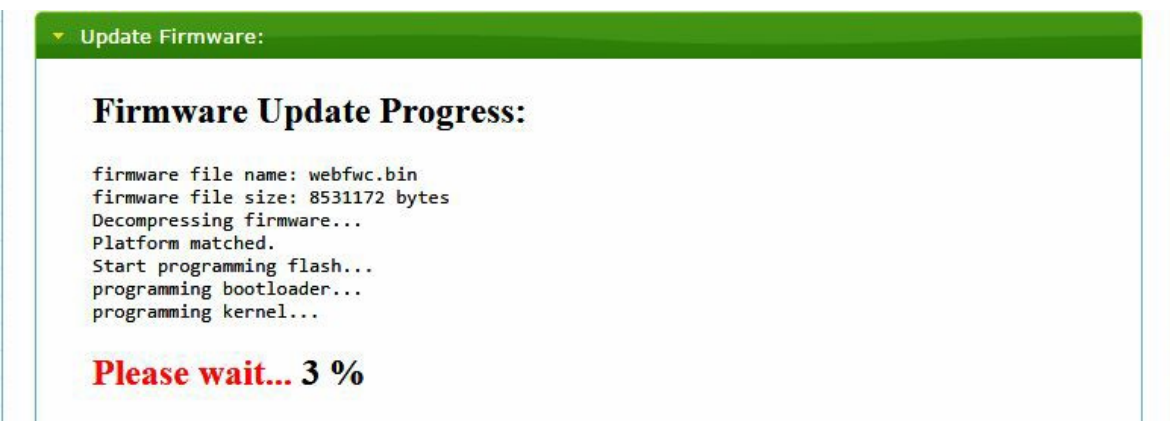 Update Firmware:
Firmware Update Progress:
firmware file name: webfwc.bin
firmware file size: 8531172 bytes
Decompressing firmware...
Platform matched.
Start programming flash...
programming bootloader...
programming kernel...
Please wait... 3 %